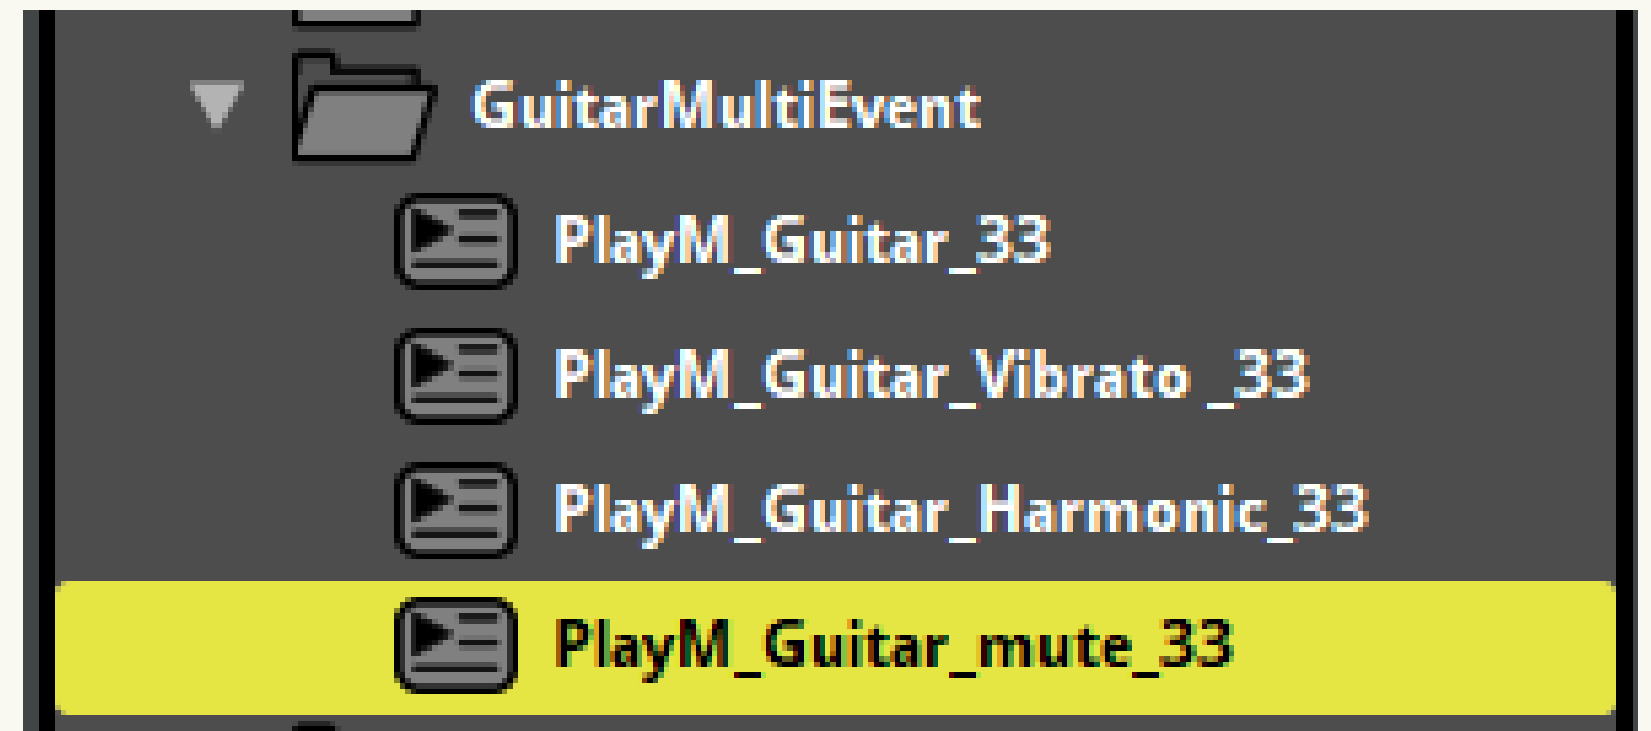 GuitarMultiEvent
PlayM_Guitar_33
PlayM_Guitar_Vibrato _33
PlayM_Guitar_Harmonic_33
PlayM_Guitar_mute_33